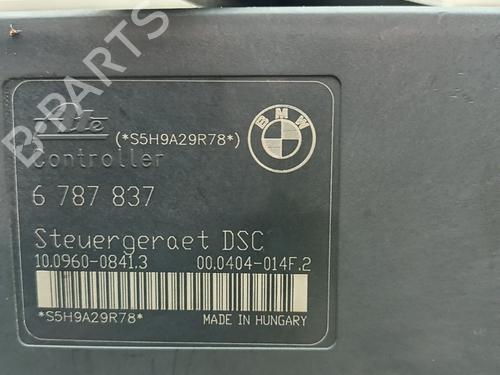 B-PARTS
Ate
(*S5H9A29R78*)
BMW
Controller
6 787 837
Steuergeraet DSC
10.0960-0841.3
00.0404-014F.2
*S5H9A29R78*
MADE IN HUNGARY